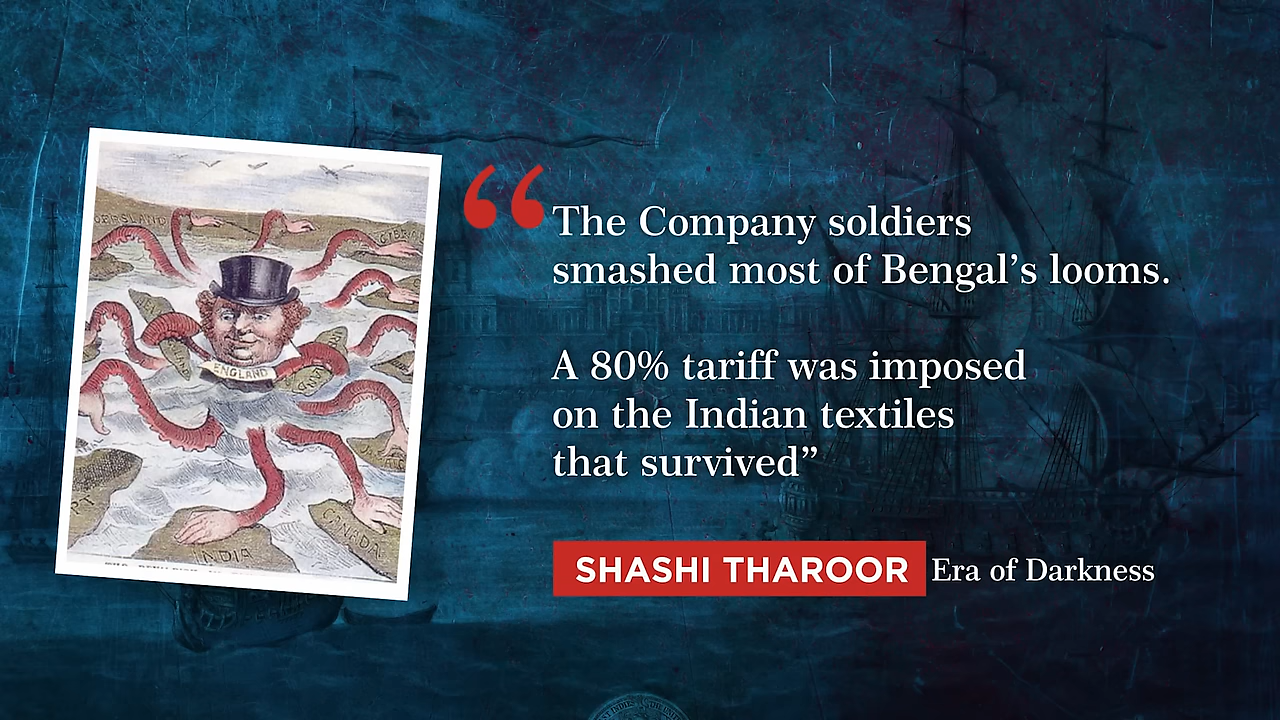 ENGLAND
INDIA
CANADA
“The Company soldiers
smashed most of Bengal’s looms.
A 80% tariff was imposed
on the Indian textiles
that survived”
SHASHI THAROOR Era of Darkness